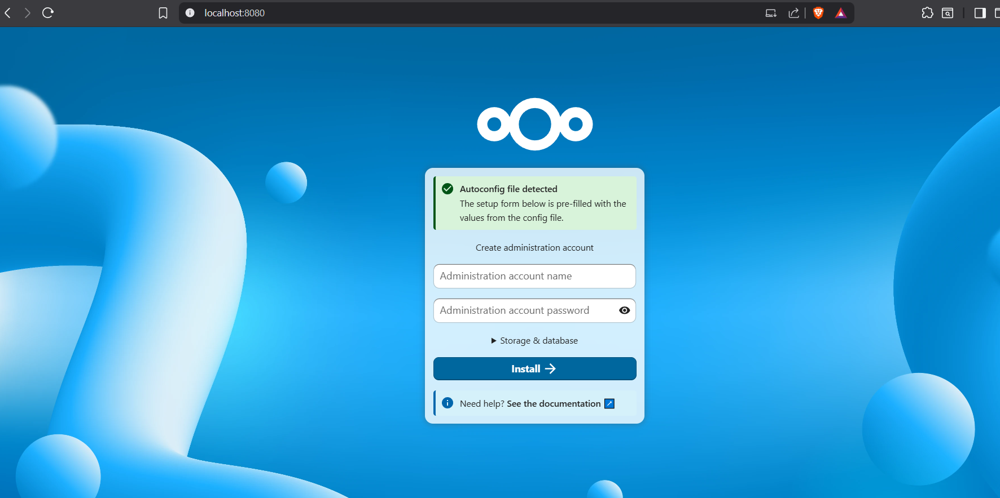 localhost:8080
Autoconfig file detected
The setup form below is pre-filled with the
values from the config file.
Create administration account
Administration account name
Administration account password
Storage & database
Install
Need help? See the documentation